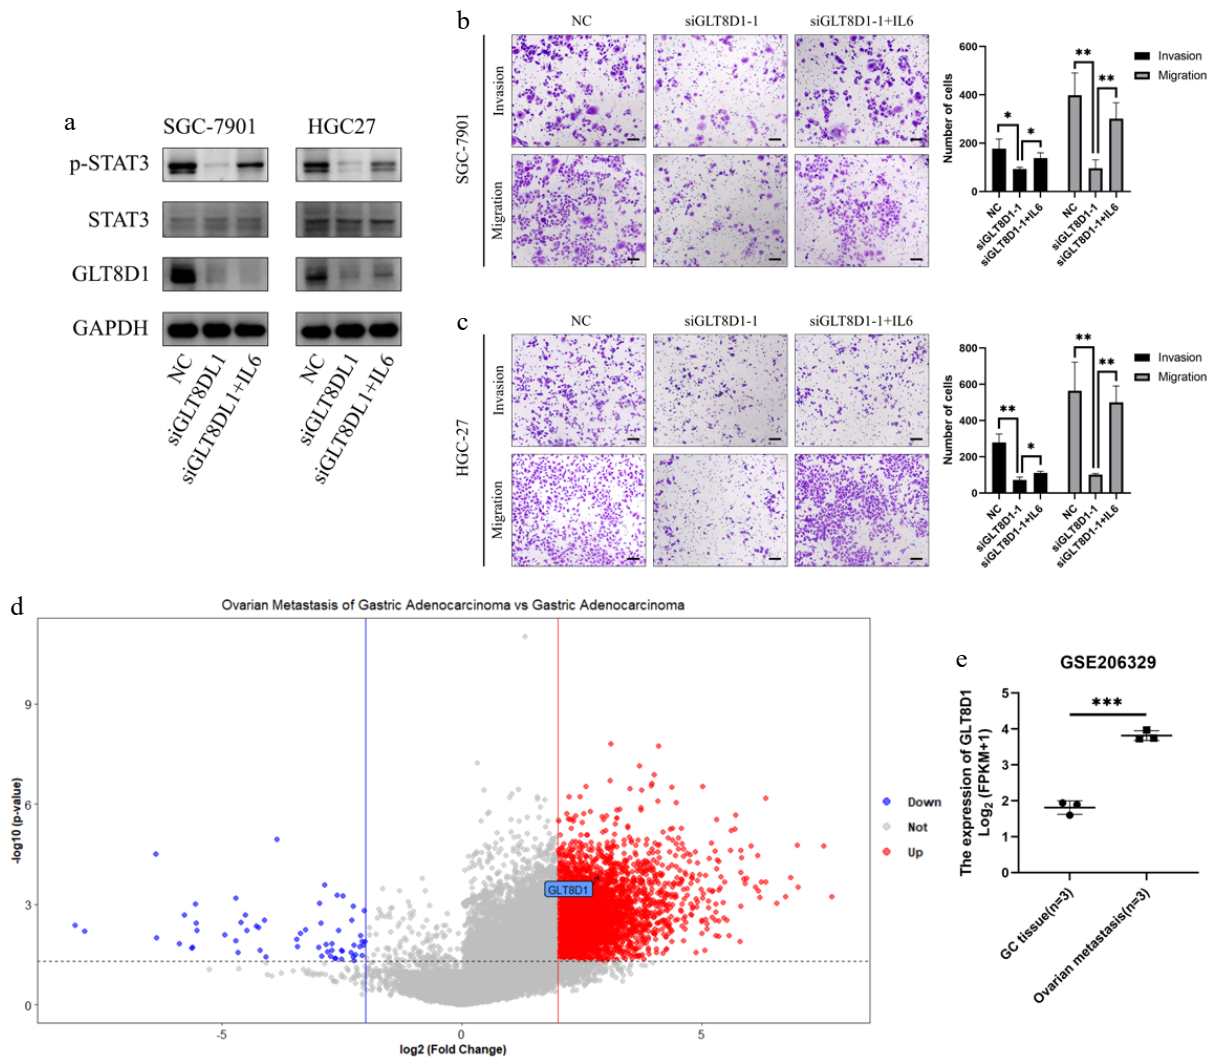 a
SGC-7901
HGC27
p-STAT3
STAT3
GLT8D1
GAPDH
NC
siGLT8DL1
siGLT8DL1+IL6
NC
siGLT8DL1
siGLT8DL1+IL6
b
NC
siGLT8D1-1
siGLT8D1-1+IL6
SGC-7901
Invasion
Migration
Number of cells
600
400
200
0
*
*
**
**
Invasion
Migration
NC
siGLT8D1-1
siGLT8D1-1+IL6
NC
siGLT8D1-1
siGLT8D1-1+IL6
c
NC
siGLT8D1-1
siGLT8D1-1+IL6
HGC-27
Invasion
Migration
Number of cells
800
600
400
200
0
**
*
**
**
Invasion
Migration
NC
siGLT8D1-1
siGLT8D1-1+IL6
NC
siGLT8D1-1
siGLT8D1-1+IL6
d
Ovarian Metastasis of Gastric Adenocarcinoma vs Gastric Adenocarcinoma
-log10 (p-value)
9
6
3
0
GLT8D1
-5
0
5
log2 (Fold Change)
Down
Not
Up
e
GSE206329
The expression of GLT8D1
Log2 (FPKM+1)
5
4
3
2
1
0
***
GC tissue(n=3)
Ovarian metastasis(n=3)